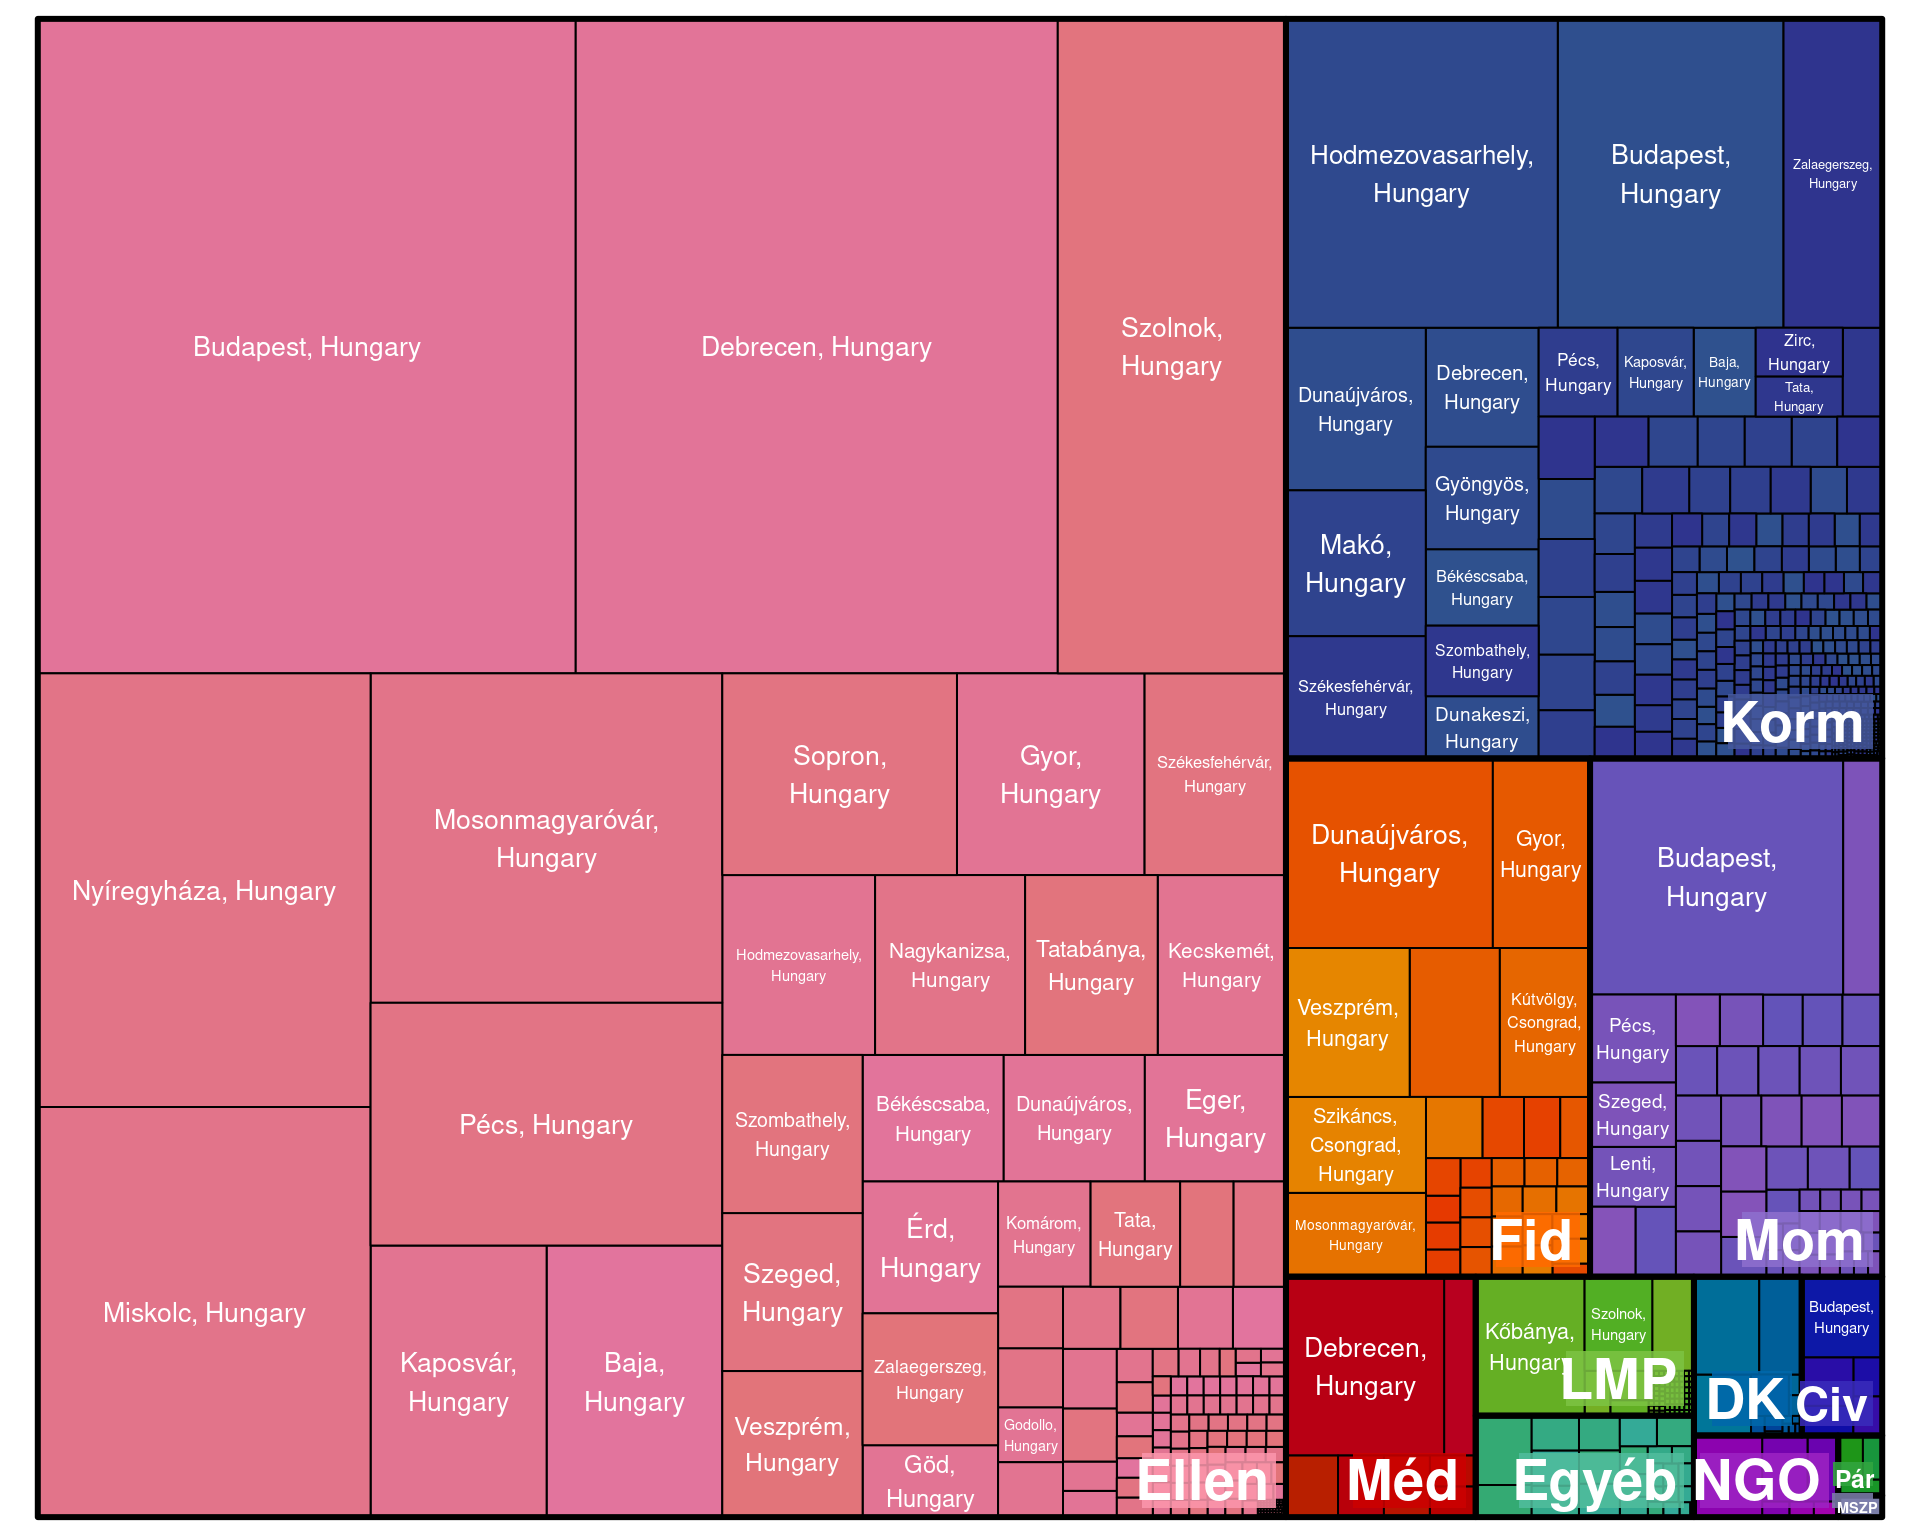 Budapest, Hungary
Debrecen, Hungary
Szolnok,
Hungary
Nyíregyháza, Hungary
Miskolc, Hungary
Mosonmagyaróvár,
Hungary
Pécs, Hungary
Kaposvár,
Hungary
Baja,
Hungary
Sopron,
Hungary
Gyor,
Hungary
Székesfehérvár,
Hungary
Hodmezovasarhely,
Hungary
Nagykanizsa,
Hungary
Tatabánya,
Hungary
Kecskemét,
Hungary
Szombathely,
Hungary
Szeged,
Hungary
Veszprém,
Hungary
Békéscsaba,
Hungary
Dunaújváros,
Hungary
Eger,
Hungary
Érd,
Hungary
Zalaegerszeg,
Hungary
Göd,
Hungary
Komárom,
Hungary
Tata,
Hungary
Godollo,
Hungary
Ellen
Hodmezovasarhely,
Hungary
Budapest,
Hungary
Zalaegerszeg,
Hungary
Dunaújváros,
Hungary
Makó,
Hungary
Székesfehérvár,
Hungary
Debrecen,
Hungary
Gyöngyös,
Hungary
Békéscsaba,
Hungary
Szombathely,
Hungary
Dunakeszi,
Hungary
Pécs,
Hungary
Kaposvár,
Hungary
Baja,
Hungary
Zirc,
Hungary
Tata,
Hungary
Korm
Dunaújváros,
Hungary
Gyor,
Hungary
Veszprém,
Hungary
Kútvölgy,
Csongrad,
Hungary
Szikáncs,
Csongrad,
Hungary
Mosonmagyaróvár,
Hungary
Fid
Budapest,
Hungary
Pécs,
Hungary
Szeged,
Hungary
Lenti,
Hungary
Mom
Debrecen,
Hungary
Méd
Kőbánya,
Hungary
Szolnok,
Hungary
LMP
Egyéb
DK
Budapest,
Hungary
Civ
NGO
Pár
MSZP